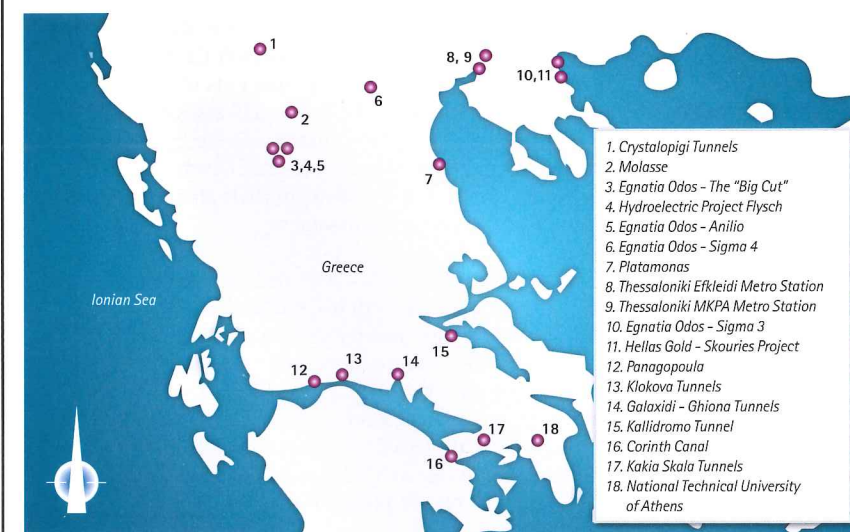 1
8, 9
10,11
6
2
3,4,5
7
Greece
Ionian Sea
15
12
13
14
17
18
16
1. Crystalopigi Tunnels
2. Molasse
3. Egnatia Odos - The "Big Cut"
4. Hydroelectric Project Flysch
5. Egnatia Odos - Anilio
6. Egnatia Odos - Sigma 4
7. Platamonas
8. Thessaloniki Efkleidi Metro Station
9. Thessaloniki MKPA Metro Station
10. Egnatia Odos - Sigma 3
11. Hellas Gold - Skouries Project
12. Panagopoula
13. Klokova Tunnels
14. Galaxidi - Ghiona Tunnels
15. Kallidromo Tunnel
16. Corinth Canal
17. Kakia Skala Tunnels
18. National Technical University
of Athens